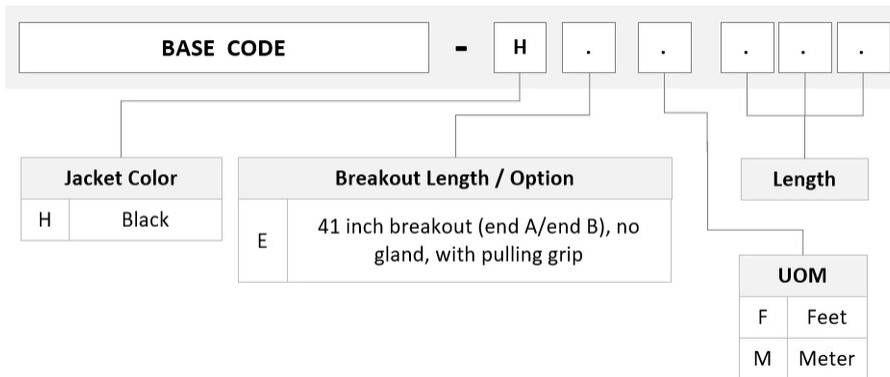 BASE CODE - H . . . . .
Jacket Color
H Black
Breakout Length / Option
E 41 inch breakout (end A/end B), no
gland, with pulling grip
Length
UOM
F Feet
M Meter